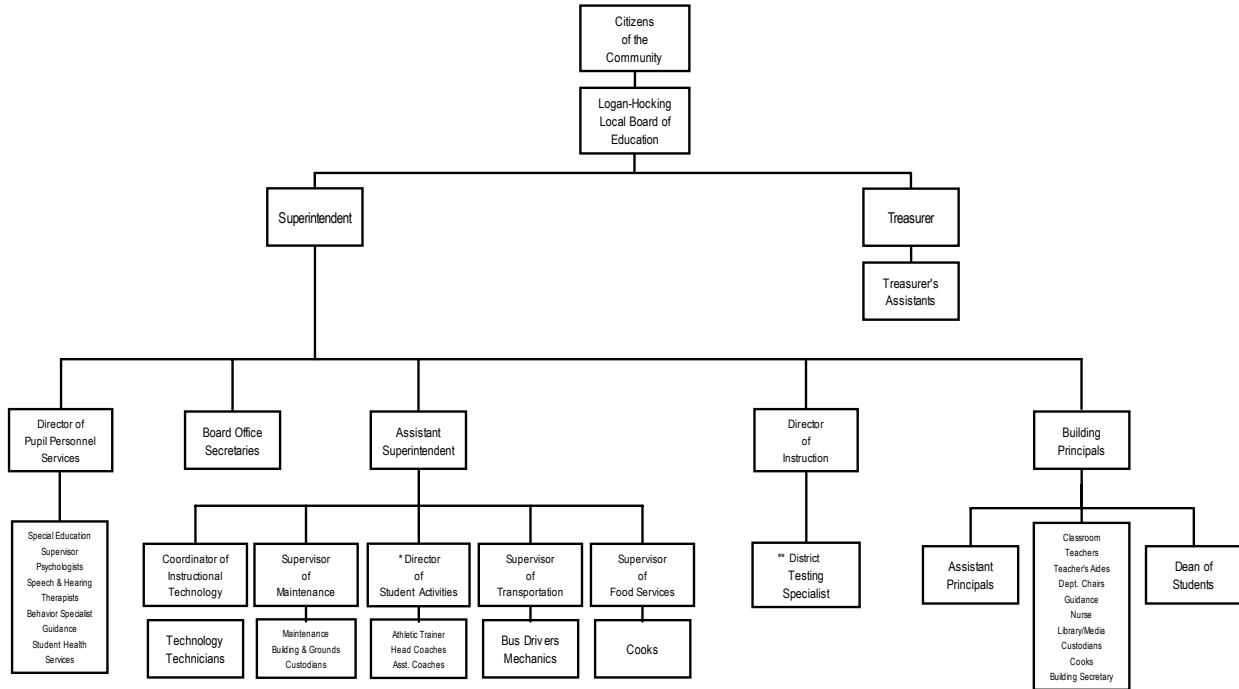 Citizens
of the
Community
Logan-Hocking
Local Board of
Education
Superintendent
Treasurer
Treasurer's
Assistants
Director of
Pupil Personnel
Services
Board Office
Secretaries
Assistant
Superintendent
Director
of
Instruction
Building
Principals
Special Education
Supervisor
Psychologists
Speech & Hearing
Therapists
Behavior Specialist
Guidance
Student Health
Services
Coordinator of
Instructional
Technology
Supervisor
of
Maintenance
* Director
of
Student Activities
Supervisor
of
Transportation
Supervisor
of
Food Services
** District
Testing
Specialist
Assistant
Principals
Classroom
Teachers
Teacher's Aides
Dept. Chairs
Guidance
Nurse
Library/Media
Custodians
Cooks
Building Secretary
Dean of
Students
Technology
Technicians
Maintenance
Building & Grounds
Custodians
Athletic Trainer
Head Coaches
Asst. Coaches
Bus Drivers
Mechanics
Cooks